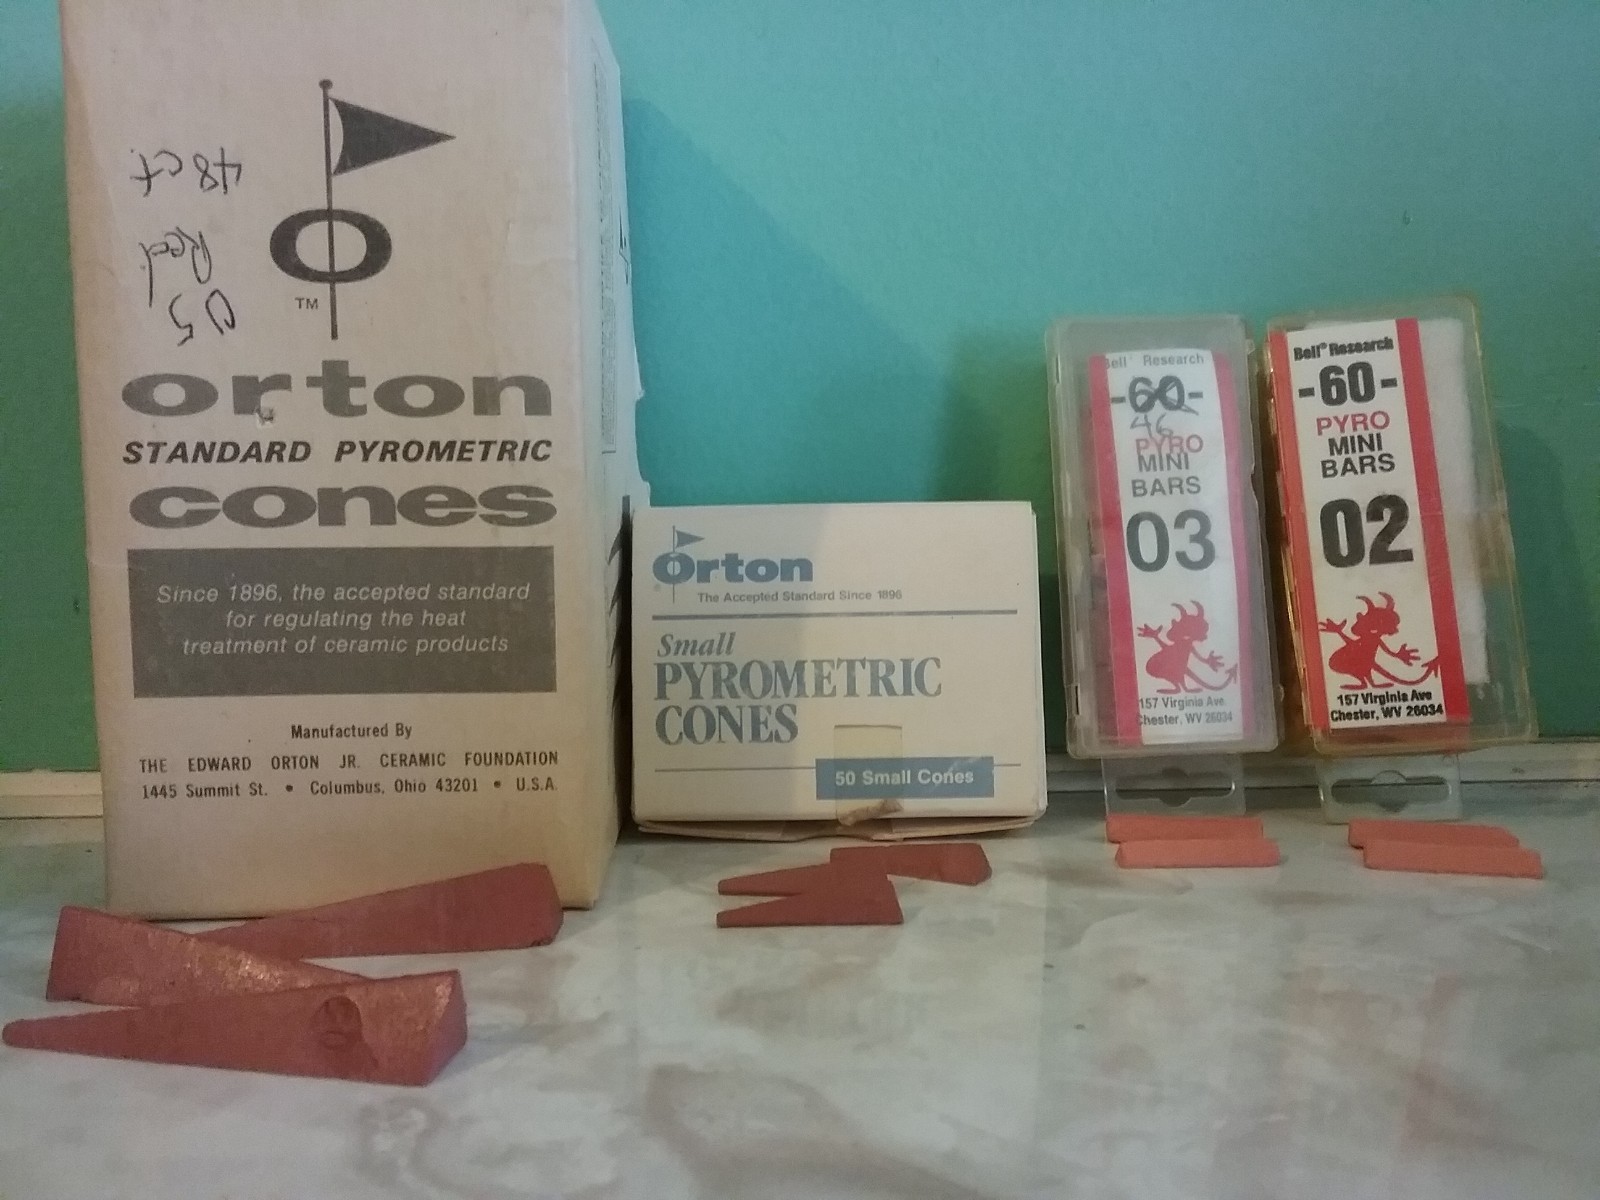 48 ct.
Red
05
O
TM
orton
STANDARD PYROMETRIC
cones
Since 1896, the accepted standard
for regulating the heat
treatment of ceramic products
Manufactured By
THE EDWARD ORTON JR. CERAMIC FOUNDATION
1445 Summit St. • Columbus, Ohio 43201 • U.S.A.
Orton
The Accepted Standard Since 1896
Small
PYROMETRIC
CONES
50 Small Cones
Bell® Research
-60-
46
PYRO
MINI
BARS
03
157 Virginia Ave.
Chester, WV 26034
Bell® Research
-60-
PYRO
MINI
BARS
02
157 Virginia Ave
Chester, WV 26034